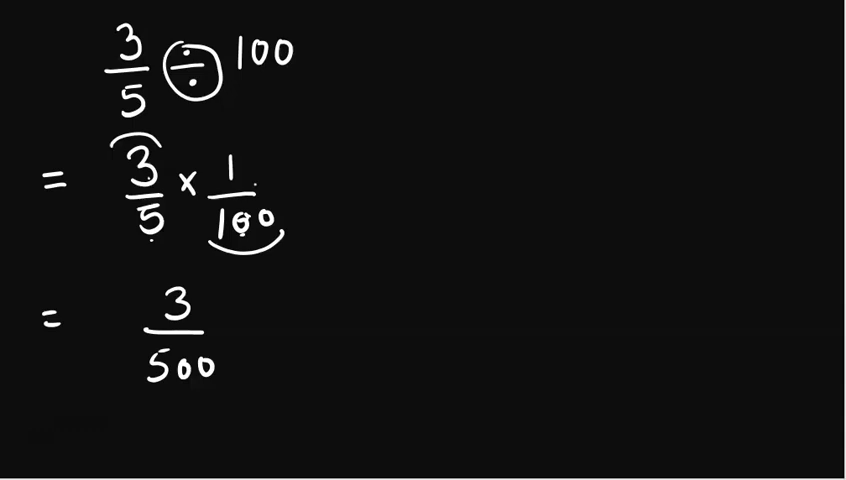 3/5 ÷ 100
= 3/5 × 1/100
= 3/500